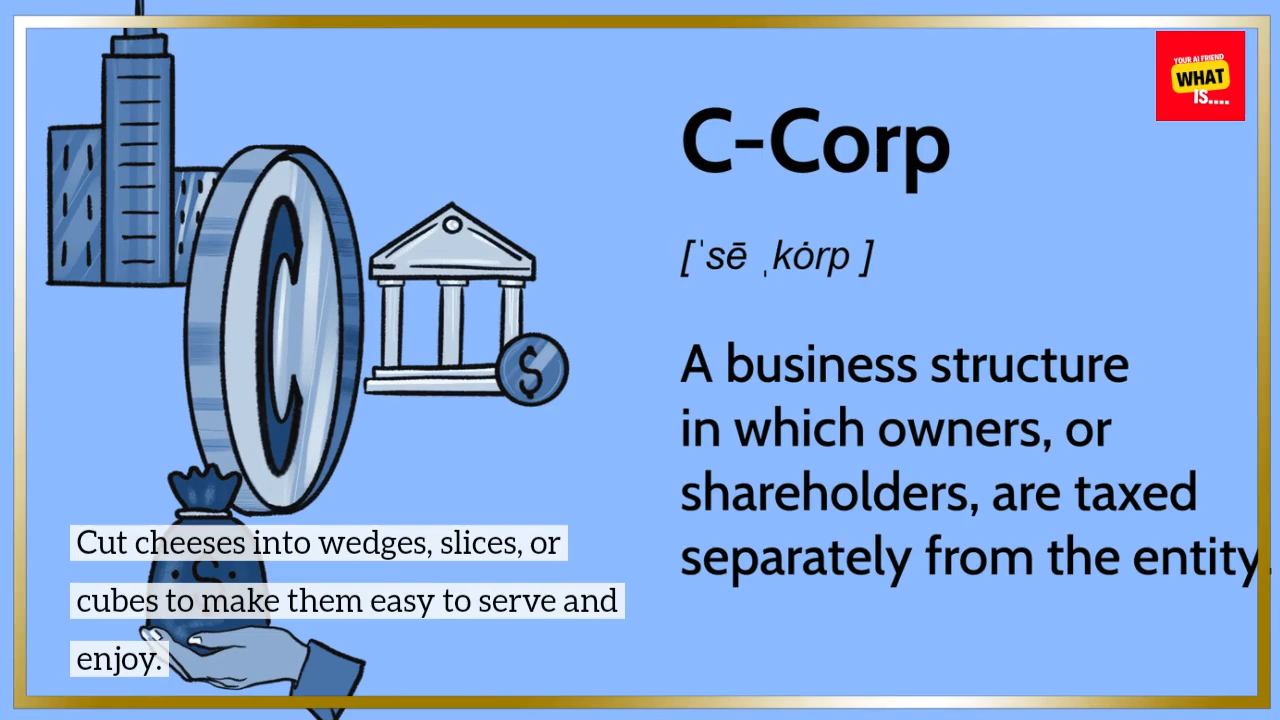 YOUR AI FRIEND
WHAT
IS....
C-Corp
[ˈsē ˌkȯrp ]
A business structure
in which owners, or
shareholders, are taxed
separately from the entity.
C
$
$
Cut cheeses into wedges, slices, or
cubes to make them easy to serve and
enjoy.